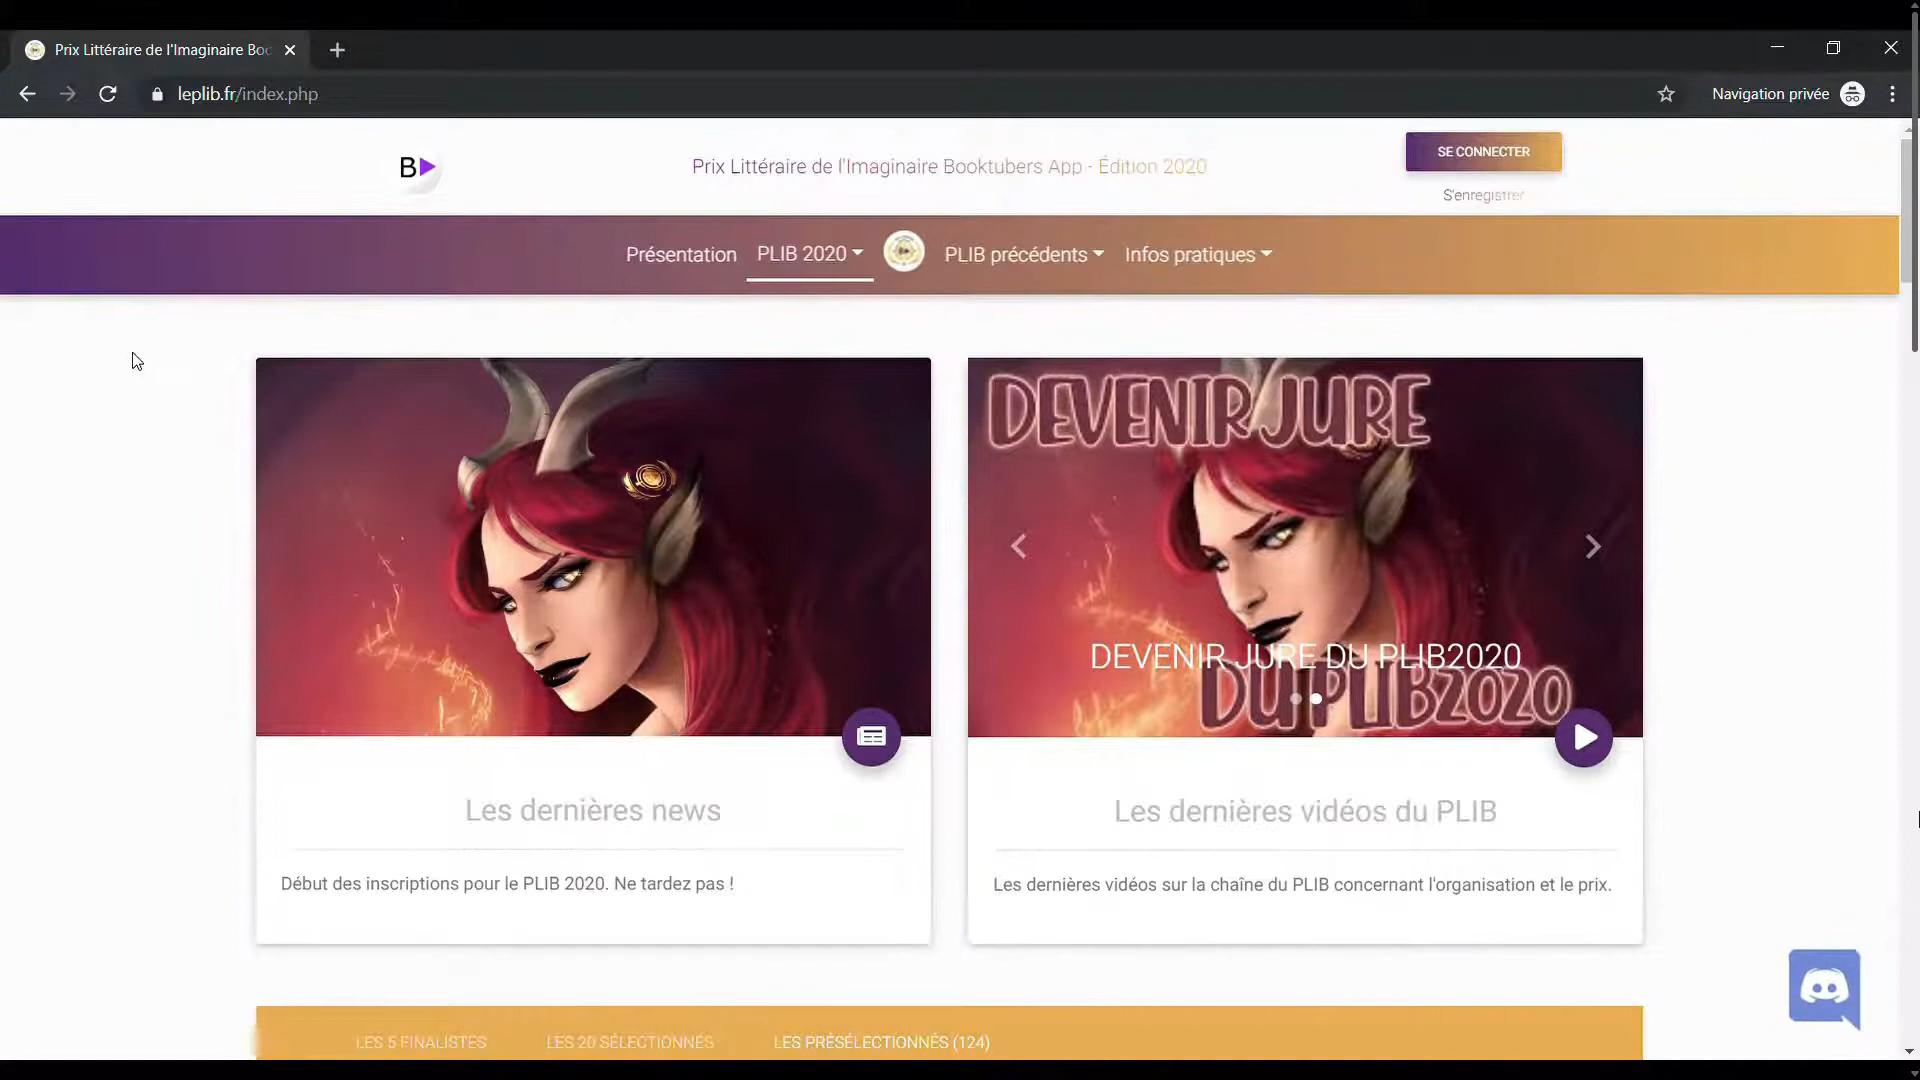 Prix Littéraire de l'Imaginaire Boo
leplib.fr/index.php
Navigation privée
B
Prix Littéraire de l'Imaginaire Booktubers App - Édition 2020
SE CONNECTER
S'enregistrer
Présentation
PLIB 2020
PLIB précédents
Infos pratiques
DEVENIR JURE
DEVENIR JURE DU PLIB2020
DU PLIB2020
Les dernières news
Les dernières vidéos du PLIB
Début des inscriptions pour le PLIB 2020. Ne tardez pas !
Les dernières vidéos sur la chaîne du PLIB concernant l'organisation et le prix.
LES 5 FINALISTES
LES 20 SÉLECTIONNÉS
LES PRÉSÉLECTIONNÉS (124)